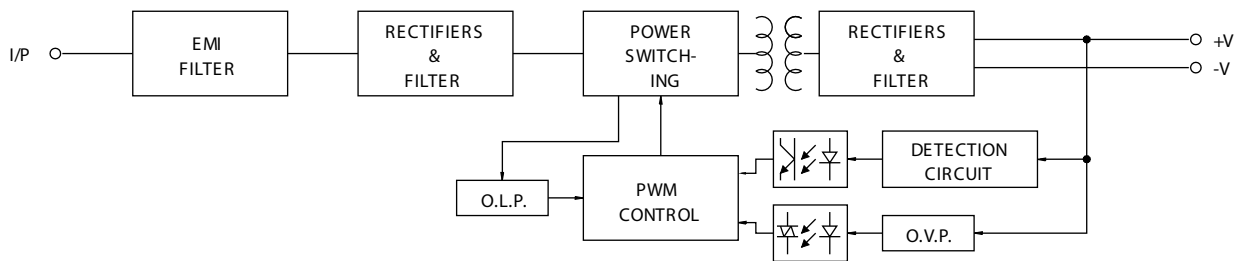 I/P
EMI
FILTER
RECTIFIERS
&
FILTER
POWER
SWITCH-
ING
RECTIFIERS
&
FILTER
+V
-V
O.L.P.
PWM
CONTROL
DETECTION
CIRCUIT
O.V.P.